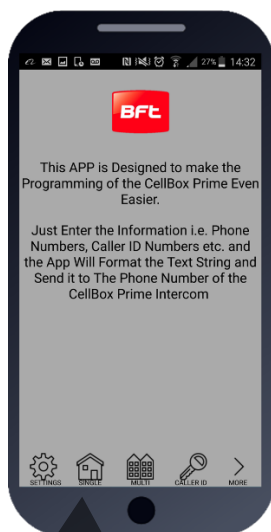 27% 14:32
BFT
This APP is Designed to make the
Programming of the CellBox Prime Even
Easier.
Just Enter the Information i.e. Phone
Numbers, Caller ID Numbers etc. and
the App Will Format the Text String and
Send it to The Phone Number of the
CellBox Prime Intercom
SETTINGS SINGLE MULTI CALLER ID MORE